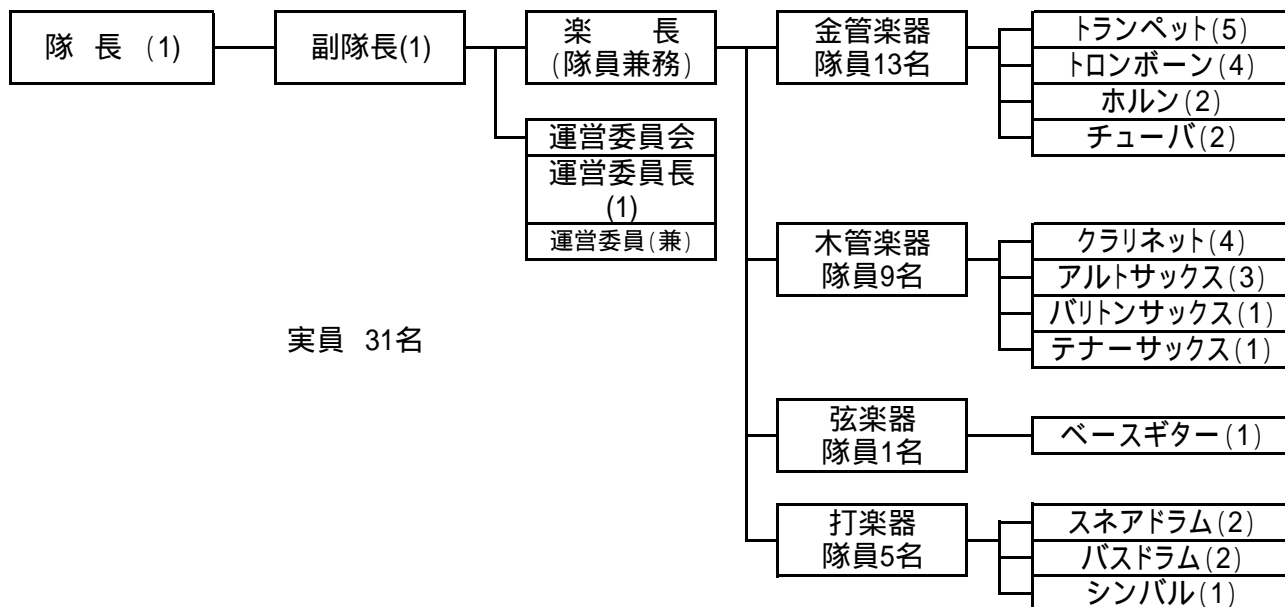 隊 長 (1)
副隊長(1)
楽 長
(隊員兼務)
運営委員会
運営委員長
(1)
運営委員(兼)
実員 31名
金管楽器
隊員13名
トランペット(5)
トロンボーン(4)
ホルン(2)
チューバ(2)
木管楽器
隊員9名
クラリネット(4)
アルトサックス(3)
バリトンサックス(1)
テナーサックス(1)
弦楽器
隊員1名
ベースギター(1)
打楽器
隊員5名
スネアドラム(2)
バスドラム(2)
シンバル(1)